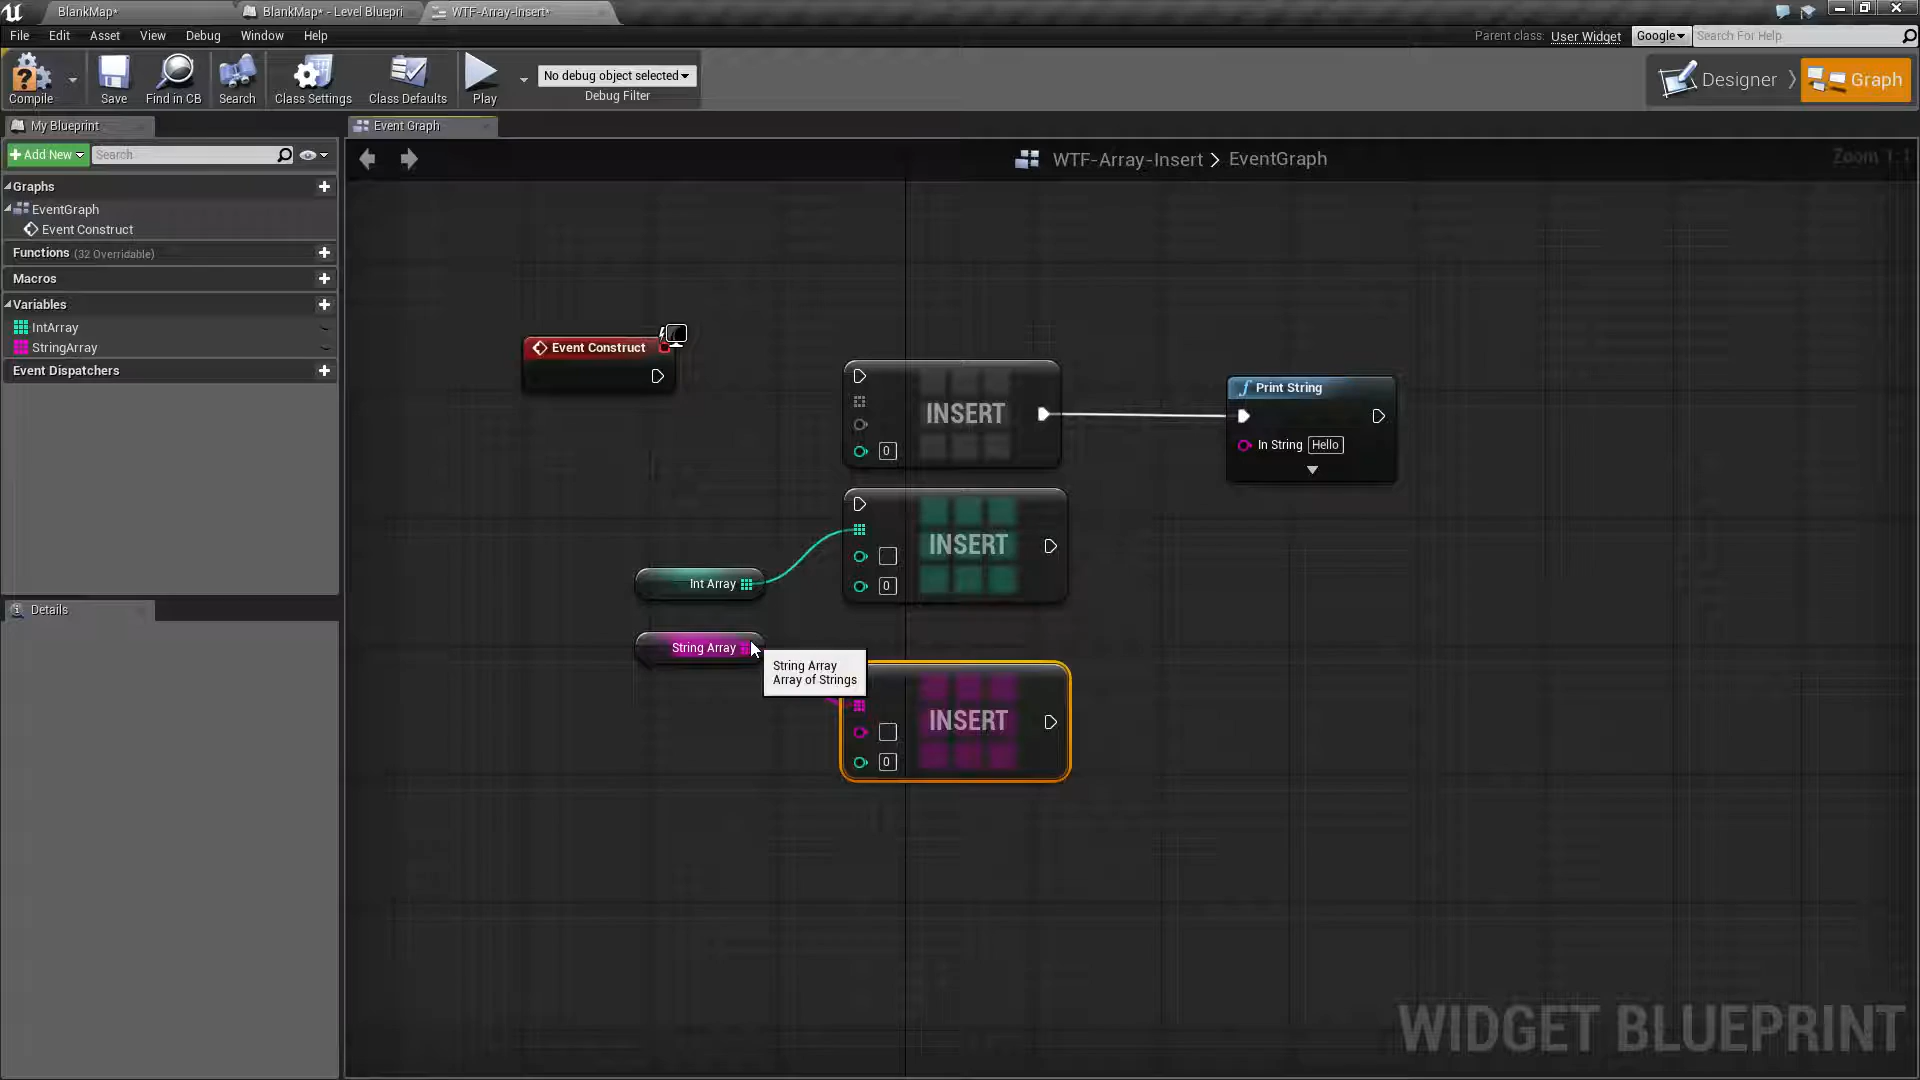 BlankMap*
BlankMap* - Level Bluepri
WTF-Array-Insert*
File Edit Asset View Debug Window Help
Parent class: User Widget Google Search For Help
Compile Save Find in CB Search Class Settings Class Defaults Play
No debug object selected
Debug Filter
Designer Graph
My Blueprint
Event Graph
Add New Search
WTF-Array-Insert > EventGraph
Zoom 1:1
Graphs
EventGraph
Event Construct
Functions (32 Overridable)
Macros
Variables
IntArray
StringArray
Event Dispatchers
Details
Event Construct
INSERT
0
Print String
In String Hello
INSERT
0
Int Array
String Array
String Array
Array of Strings
INSERT
0
WIDGET BLUEPRINT